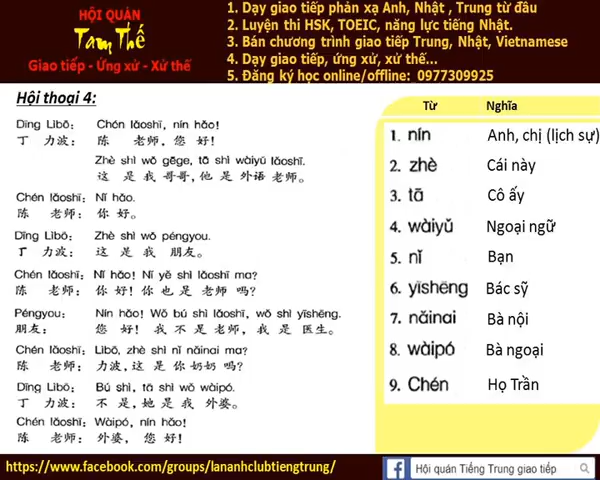 HỘI QUÁN
Tam Thế
Giao tiếp - Ứng xử - Xử thế
1. Dạy giao tiếp phản xạ Anh, Nhật , Trung từ đầu
2. Luyện thi HSK, TOEIC, năng lực tiếng Nhật.
3. Bán chương trình giao tiếp Trung, Nhật, Vietnamese
4. Dạy giao tiếp, ứng xử, xử thế...
5. Đăng ký học online/offline: 0977309925
Hội thoại 4:
Dīng Lìbō: Chén lǎoshī, nín hǎo!
丁 力波: 陈 老师, 您 好!
Zhè shì wǒ gēge, tā shì wàiyǔ lǎoshī.
这 是 我 哥哥, 他 是 外语 老师。
Chén lǎoshī: Nǐ hǎo.
陈 老师: 你 好。
Dīng Lìbō: Zhè shì wǒ péngyou.
丁 力波: 这 是 我 朋友。
Chén lǎoshī: Nǐ hǎo! Nǐ yě shì lǎoshī ma?
陈 老师: 你 好! 你 也 是 老师 吗?
Péngyou: Nín hǎo! Wǒ bú shì lǎoshī, wǒ shì yīshēng.
朋友: 您 好! 我 不 是 老师, 我 是 医生。
Chén lǎoshī: Lìbō, zhè shì nǐ nǎinai ma?
陈 老师: 力波, 这 是 你 奶奶 吗?
Dīng Lìbō: Bú shì, tā shì wǒ wàipó.
丁 力波: 不 是, 她 是 我 外婆。
Chén lǎoshī: Wàipó, nín hǎo!
陈 老师: 外婆, 您 好!
Từ Nghĩa
1. nín Anh, chị (lịch sự)
2. zhè Cái này
3. tā Cô ấy
4. wàiyǔ Ngoại ngữ
5. nǐ Bạn
6. yīshēng Bác sỹ
7. nǎinai Bà nội
8. wàipó Bà ngoại
9. Chén Họ Trần
https://www.facebook.com/groups/lananhclubtiengtrung/
f Hội quán Tiếng Trung giao tiếp